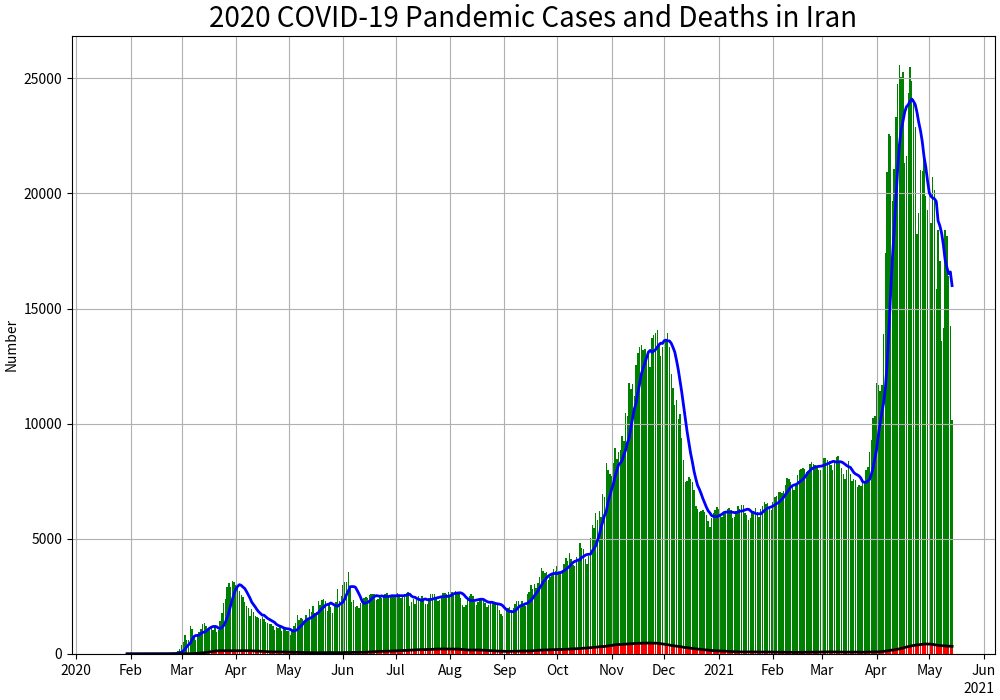 2020 COVID-19 Pandemic Cases and Deaths in Iran
25000
20000
15000
10000
5000
0
Number
2020 Feb Mar Apr May Jun Jul Aug Sep Oct Nov Dec 2021 Feb Mar Apr May Jun
2021